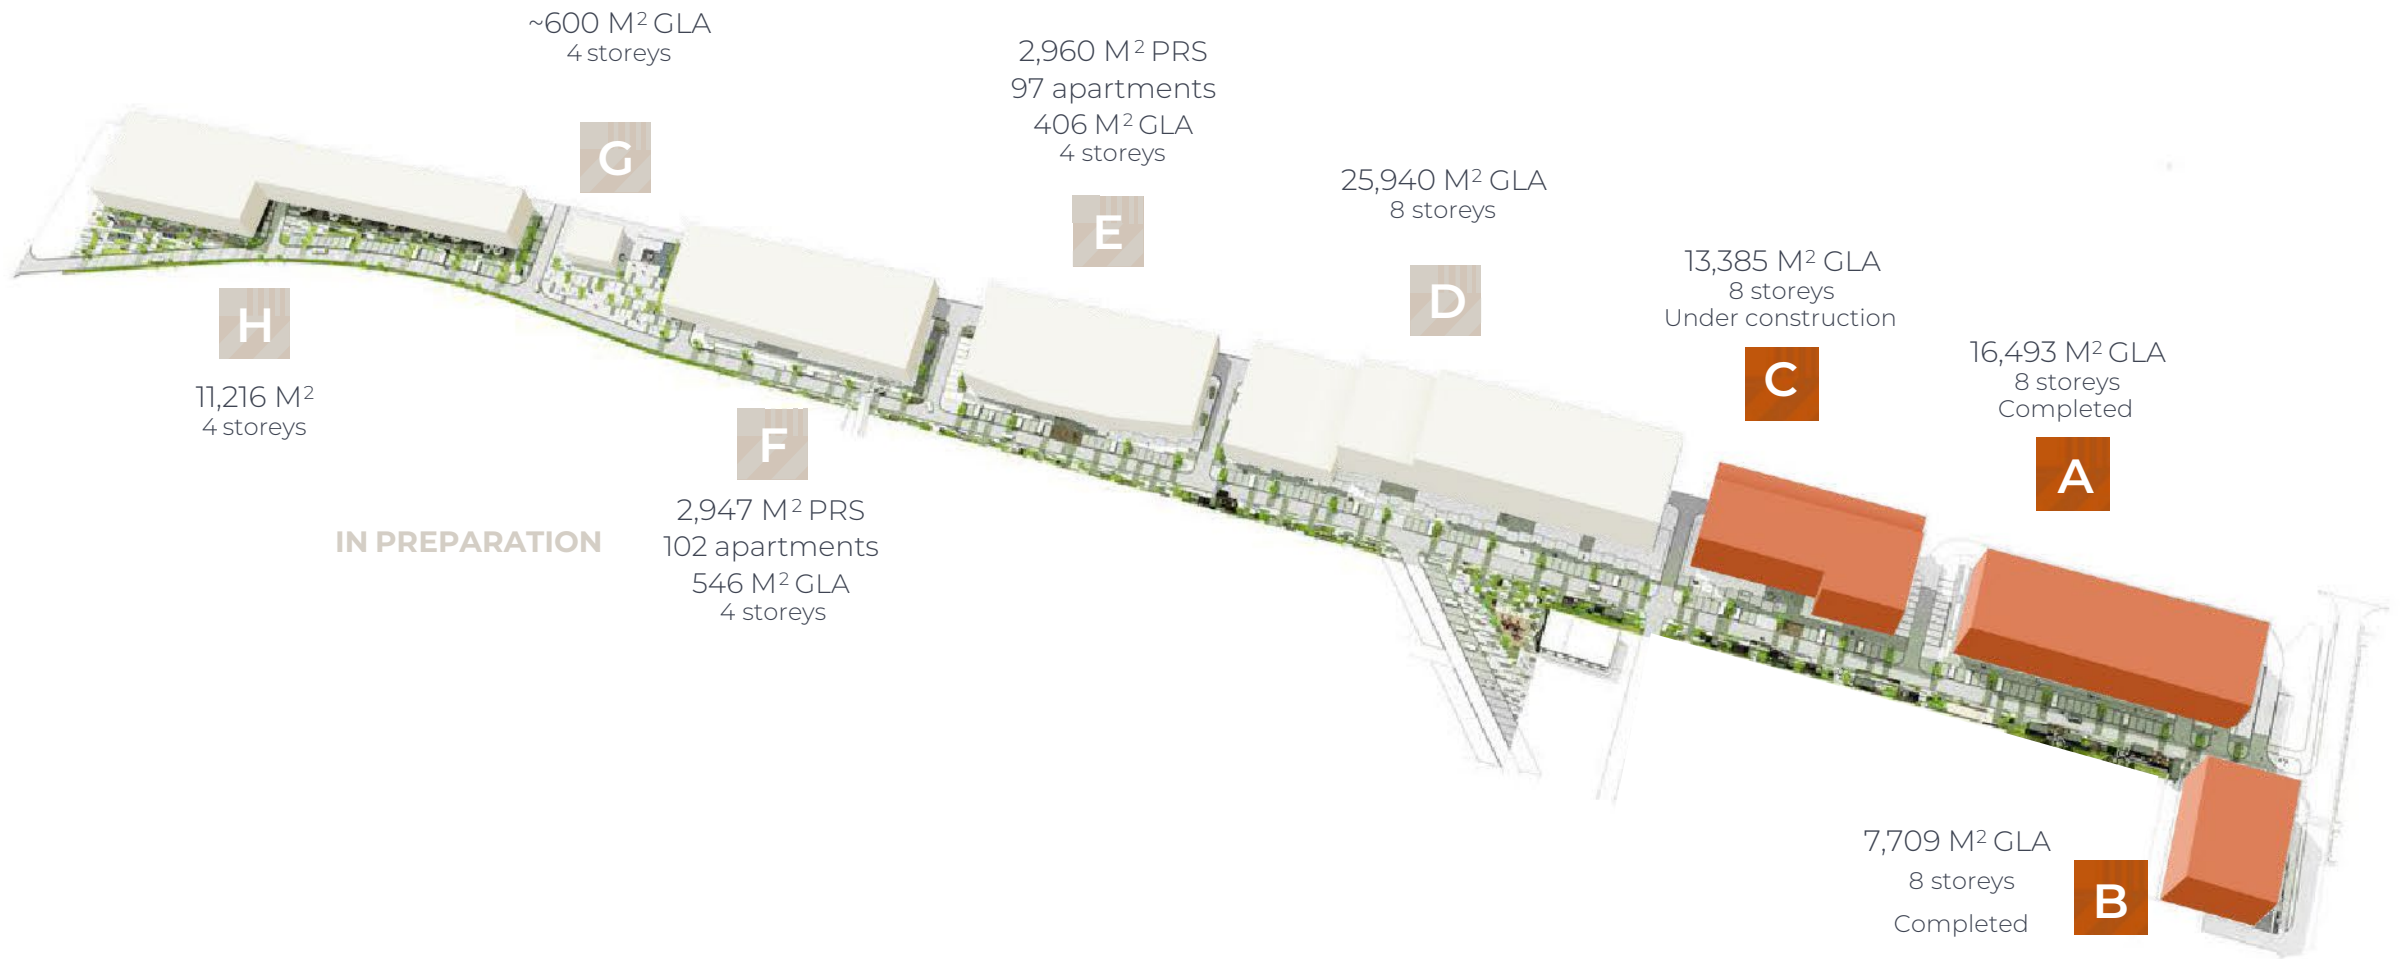 ~600 M² GLA
4 storeys
G
2,960 M² PRS
97 apartments
406 M² GLA
4 storeys
E
25,940 M² GLA
8 storeys
D
13,385 M² GLA
8 storeys
Under construction
C
16,493 M² GLA
8 storeys
Completed
A
H
11,216 M²
4 storeys
F
2,947 M² PRS
102 apartments
546 M² GLA
4 storeys
IN PREPARATION
7,709 M² GLA
8 storeys
Completed
B